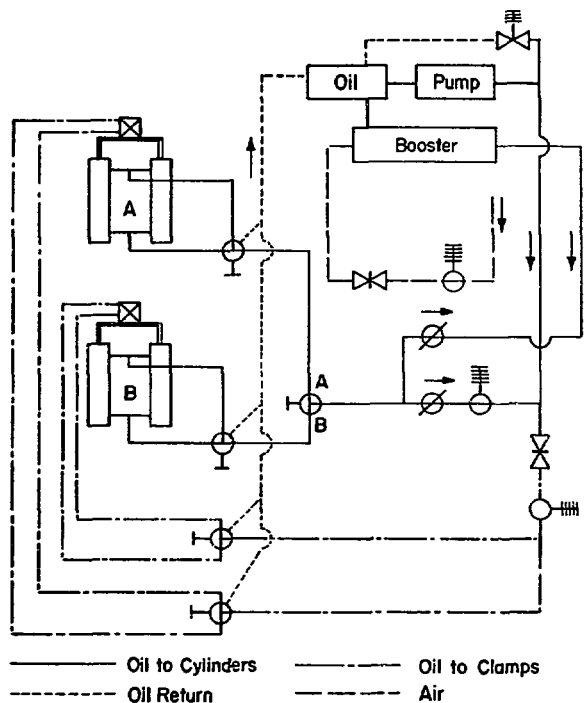 Oil
Pump
Booster
A
B
A
B
Oil to Cylinders
Oil to Clamps
Oil Return
Air